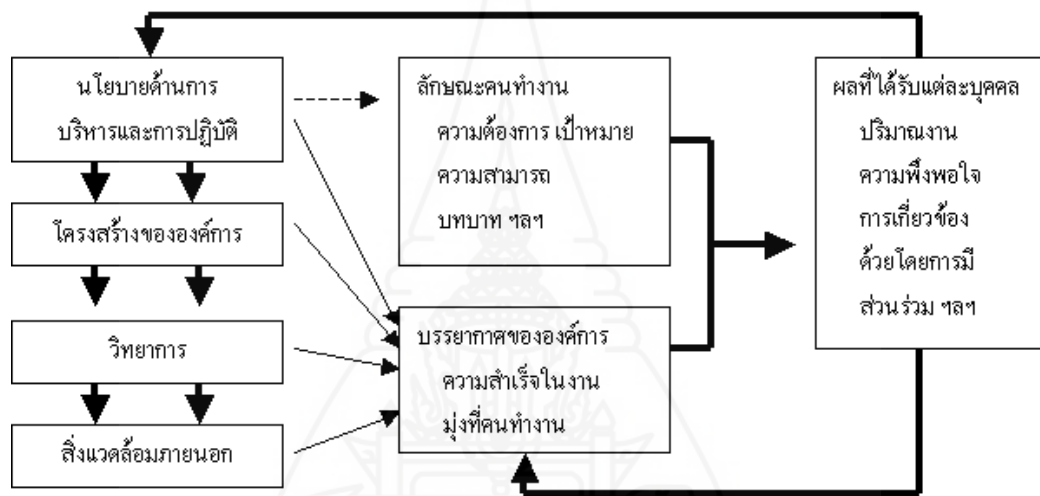 นโยบายด้านการ
บริหารและการปฏิบัติ
โครงสร้างขององค์การ
วิทยาการ
สิ่งแวดล้อมภายนอก
ลักษณะคนทำงาน
ความต้องการ เป้าหมาย
ความสามารถ
บทบาท ฯลฯ
บรรยากาศขององค์การ
ความสำเร็จในงาน
มุ่งที่คนทำงาน
ผลที่ได้รับแต่ละบุคคล
ปริมาณงาน
ความพึงพอใจ
การเกี่ยวข้อง
ด้วยโดยการมี
ส่วนร่วม ฯลฯ